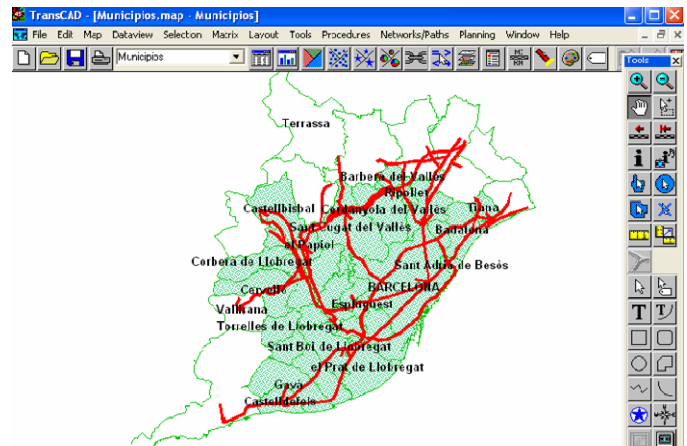 TransCAD - [Municipios.map - Municipios]
File Edit Map Dataview Selection Matrix Layout Tools Procedures Networks/Paths Planning Window Help
Municipios
Tools
Terrassa
Barberà del Vallès
Ripollet
Castellbisbal
Cerdanyola del Vallès
Tiana
Sant Cugat del Vallès
Badalona
el Papiol
Corbera de Llobregat
Sant Adrià de Besòs
Cervelló
BARCELONA
Vallirana
Espluguest
Torrelles de Llobregat
Sant Boi de Llobregat
el Prat de Llobregat
Gavà
Castelldefels